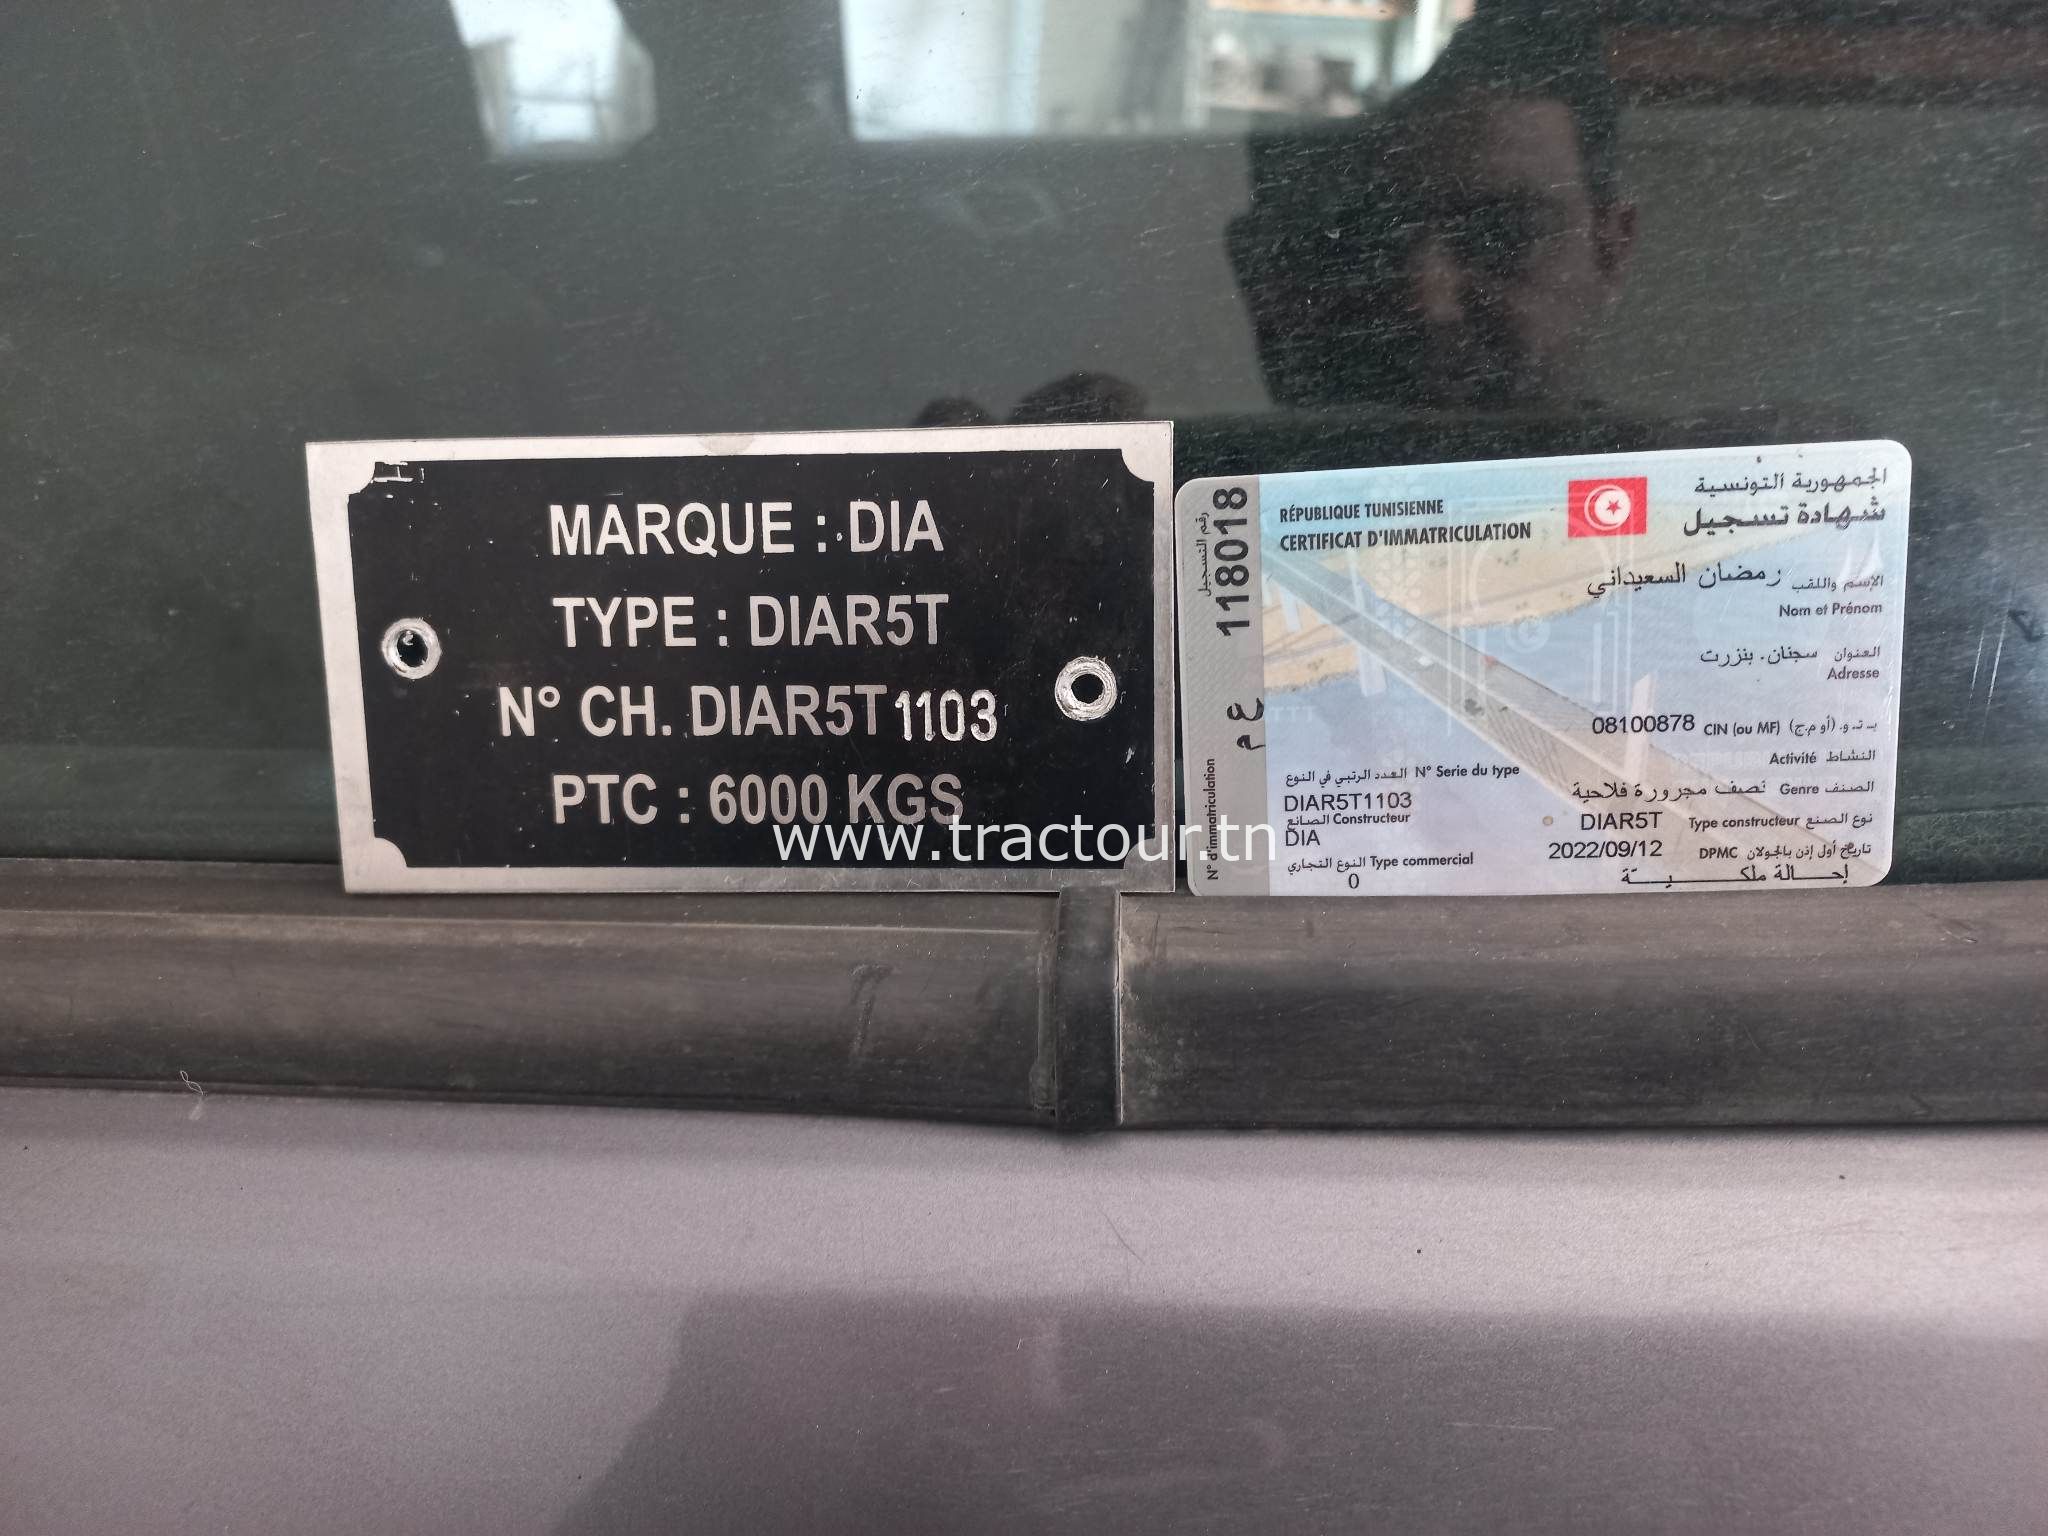 MARQUE : DIA
TYPE : DIAR5T
N° CH. DIAR5T1103
PTC : 6000 KGS
www.tractour.tn
RÉPUBLIQUE TUNISIENNE
CERTIFICAT D'IMMATRICULATION
الجمهورية التونسية
شهادة تسجيل
رقم التسجيل
118018
ع م
N° d'immatriculation
الإسم واللقب رمضان السعيداني
Nom et Prénom
العنوان سجنان. بنزرت
Adresse
08100878 CIN (ou MF) ب.ت.و. (أو م.ج)
Activité النشاط
العدد الرتبي في النوع N° Serie du type
DIAR5T1103
الصنف Genre نصف مجرورة فلاحية
الصانع Constructeur
DIA
DIAR5T Type constructeur نوع الصنع
2022/09/12 DPMC تاريخ أول إذن بالجولان
النوع التجاري Type commercial
0
إحالة ملكية